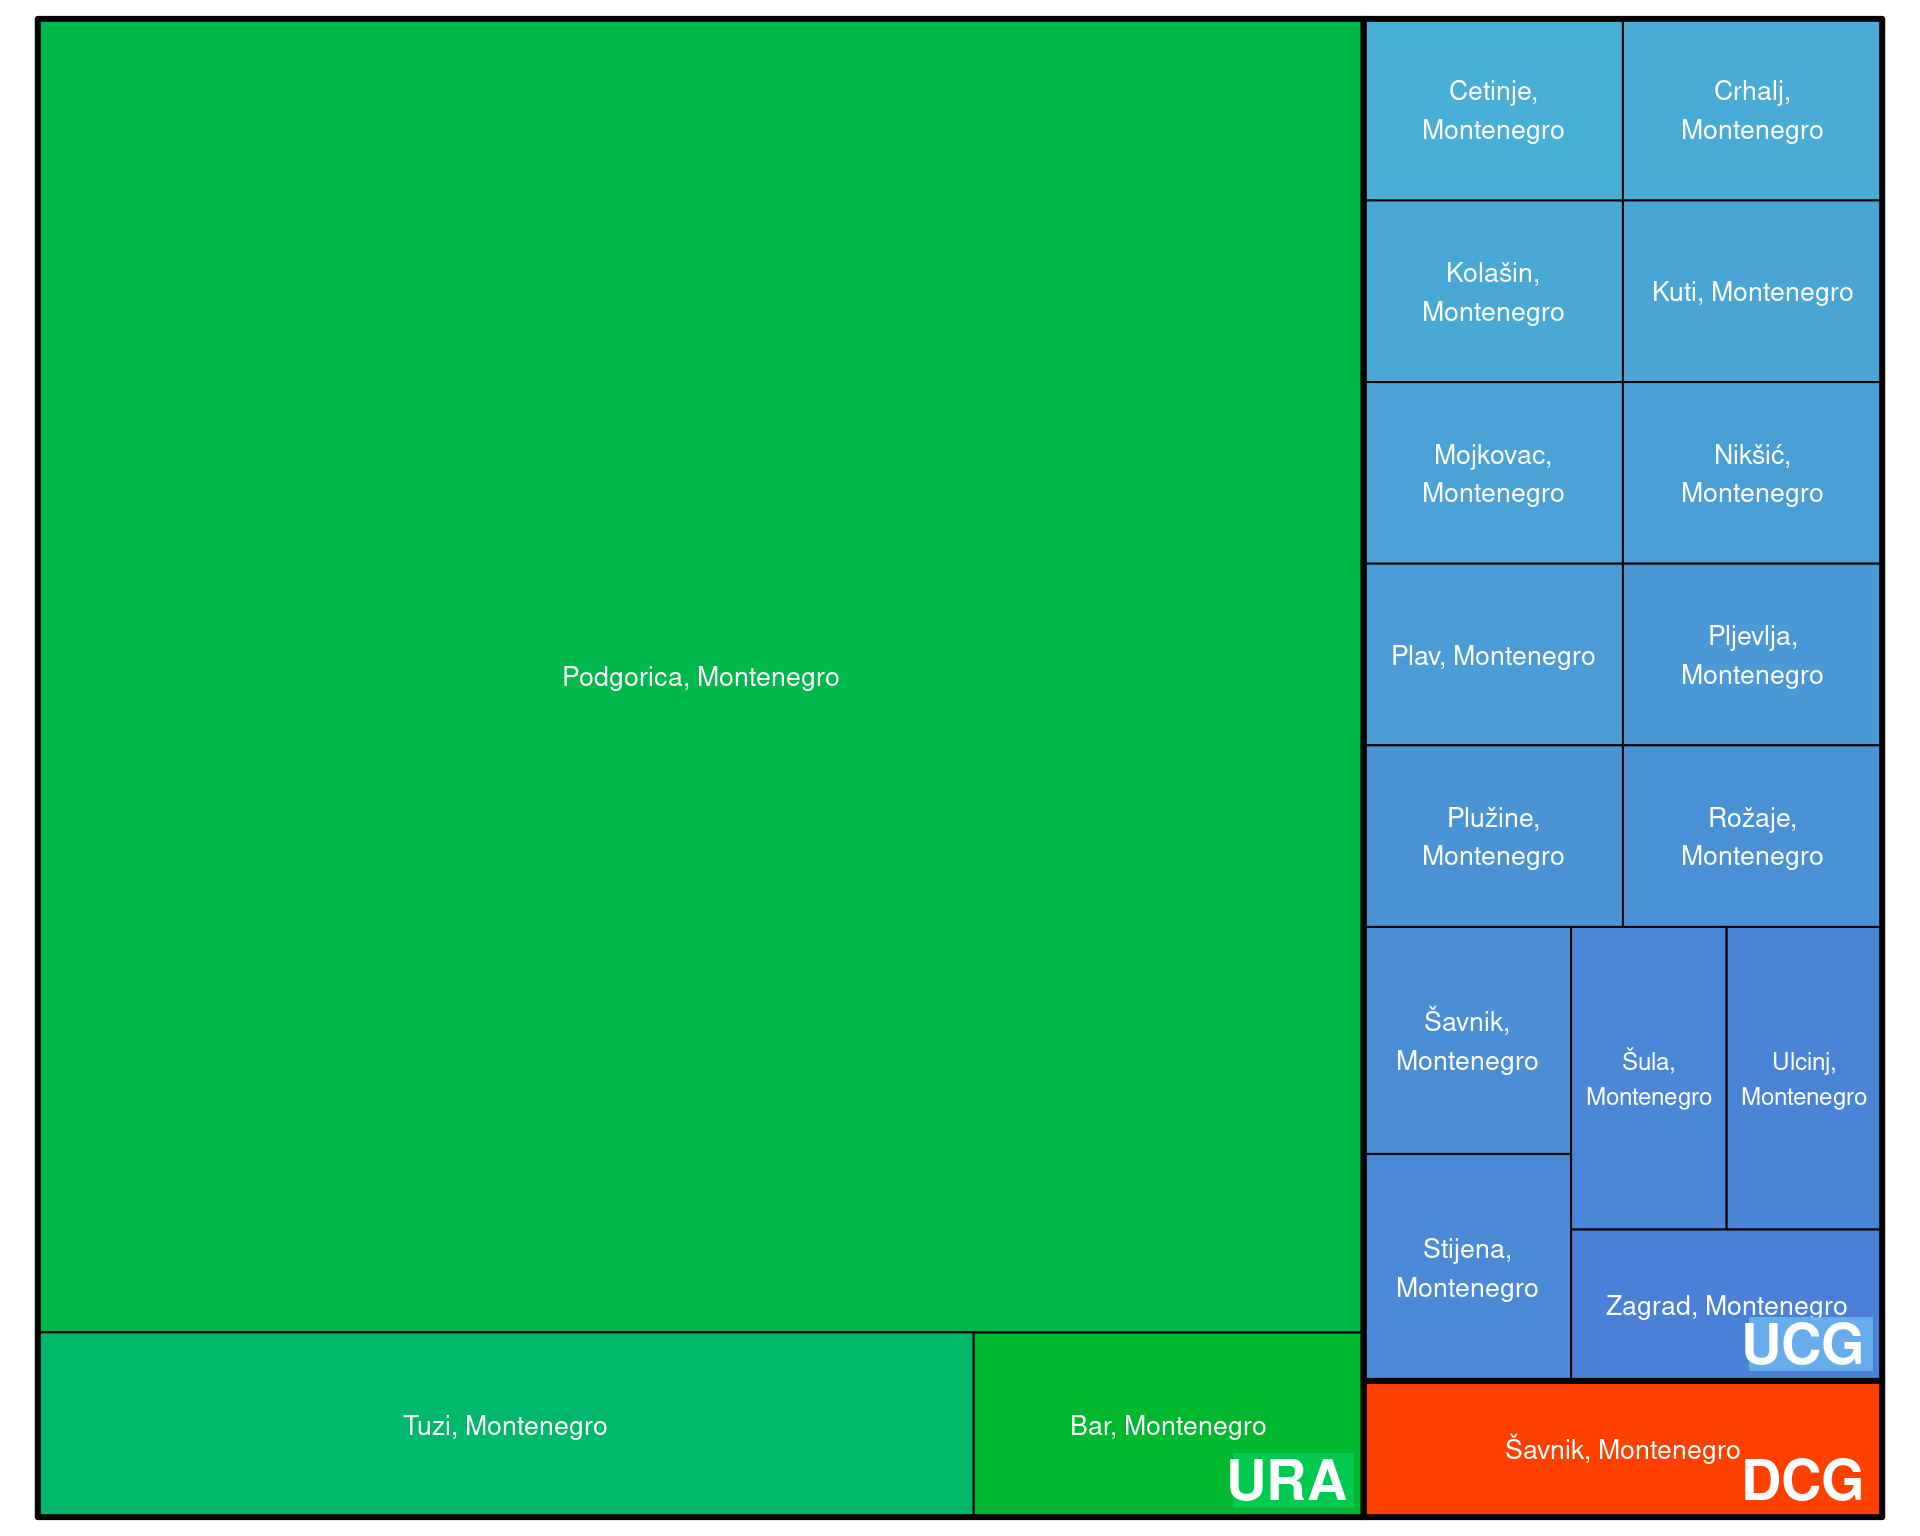 Podgorica, Montenegro
Tuzi, Montenegro
Bar, Montenegro
URA
Cetinje,
Montenegro
Crhalj,
Montenegro
Kolašin,
Montenegro
Kuti, Montenegro
Mojkovac,
Montenegro
Nikšić,
Montenegro
Plav, Montenegro
Pljevlja,
Montenegro
Plužine,
Montenegro
Rožaje,
Montenegro
Šavnik,
Montenegro
Šula,
Montenegro
Ulcinj,
Montenegro
Stijena,
Montenegro
Zagrad, Montenegro
UCG
Šavnik, Montenegro
DCG